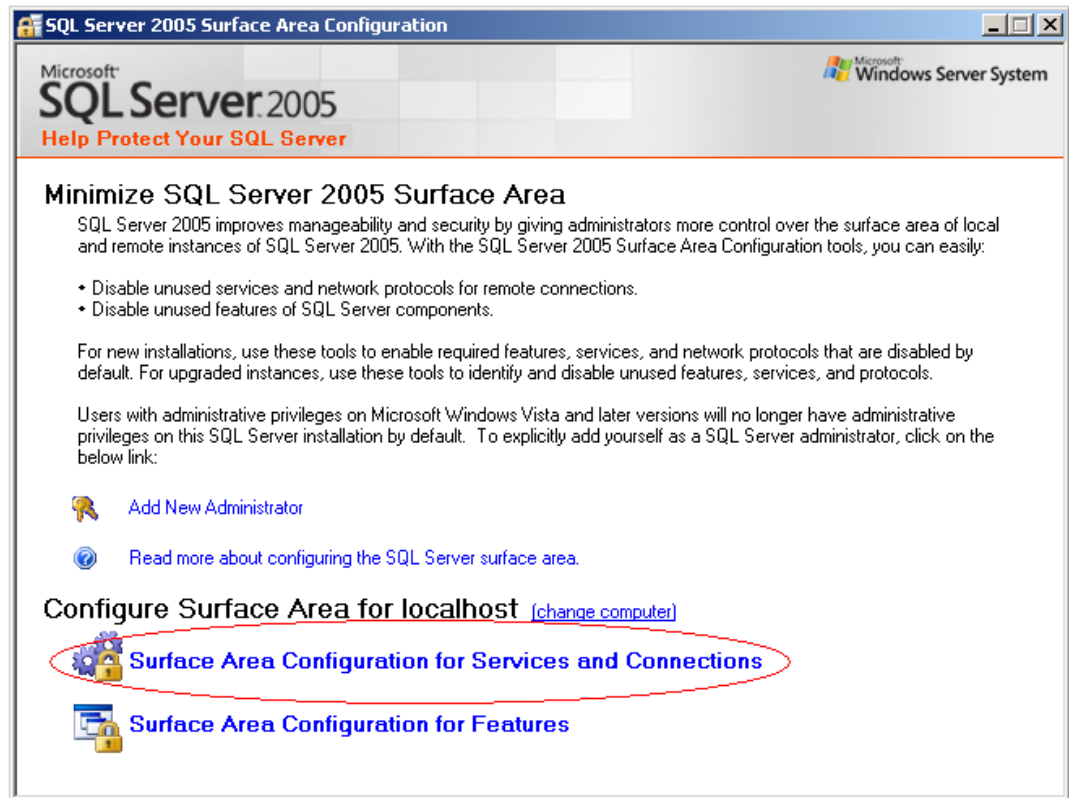 SQL Server 2005 Surface Area Configuration
Microsoft
SQL Server 2005
Help Protect Your SQL Server
Microsoft
Windows Server System
Minimize SQL Server 2005 Surface Area
SQL Server 2005 improves manageability and security by giving administrators more control over the surface area of local
and remote instances of SQL Server 2005. With the SQL Server 2005 Surface Area Configuration tools, you can easily:
• Disable unused services and network protocols for remote connections.
• Disable unused features of SQL Server components.
For new installations, use these tools to enable required features, services, and network protocols that are disabled by
default. For upgraded instances, use these tools to identify and disable unused features, services, and protocols.
Users with administrative privileges on Microsoft Windows Vista and later versions will no longer have administrative
privileges on this SQL Server installation by default. To explicitly add yourself as a SQL Server administrator, click on the
below link:
Add New Administrator
Read more about configuring the SQL Server surface area.
Configure Surface Area for localhost (change computer)
Surface Area Configuration for Services and Connections
Surface Area Configuration for Features